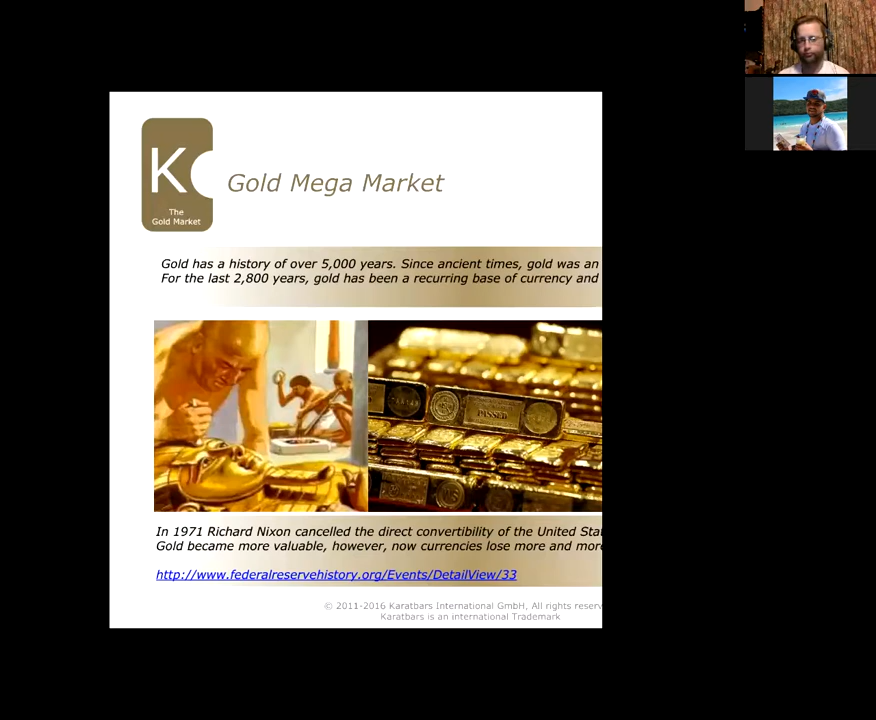 K
The
Gold Market
Gold Mega Market
Gold has a history of over 5,000 years. Since ancient times, gold was an
For the last 2,800 years, gold has been a recurring base of currency and
PASSED
In 1971 Richard Nixon cancelled the direct convertibility of the United Stat
Gold became more valuable, however, now currencies lose more and more
http://www.federalreservehistory.org/Events/DetailView/33
© 2011-2016 Karatbars International GmbH, All rights reserv
Karatbars is an international Trademark